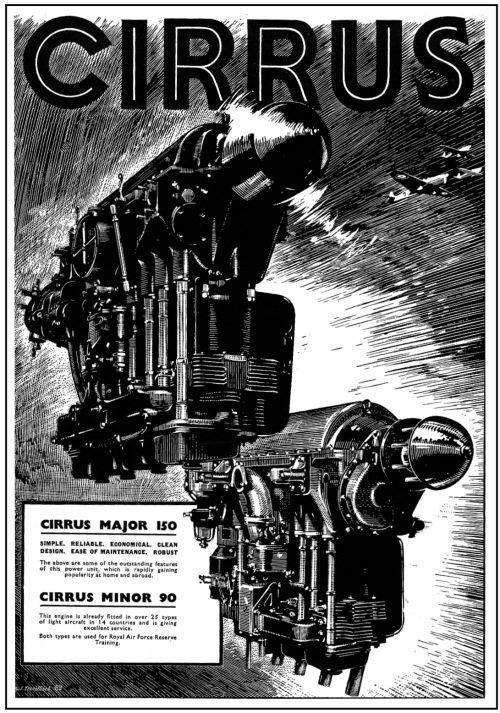 CIRRUS
CIRRUS MAJOR 150
SIMPLE. RELIABLE. ECONOMICAL. CLEAN
DESIGN. EASE OF MAINTENANCE. ROBUST
The above are some of the outstanding features
of this power unit, which is rapidly gaining
popularity at home and abroad.
CIRRUS MINOR 90
This engine is already fitted in over 25 types
of light aircraft in 14 countries and is giving
excellent service.
Both types are used for Royal Air Force Reserve
Training.